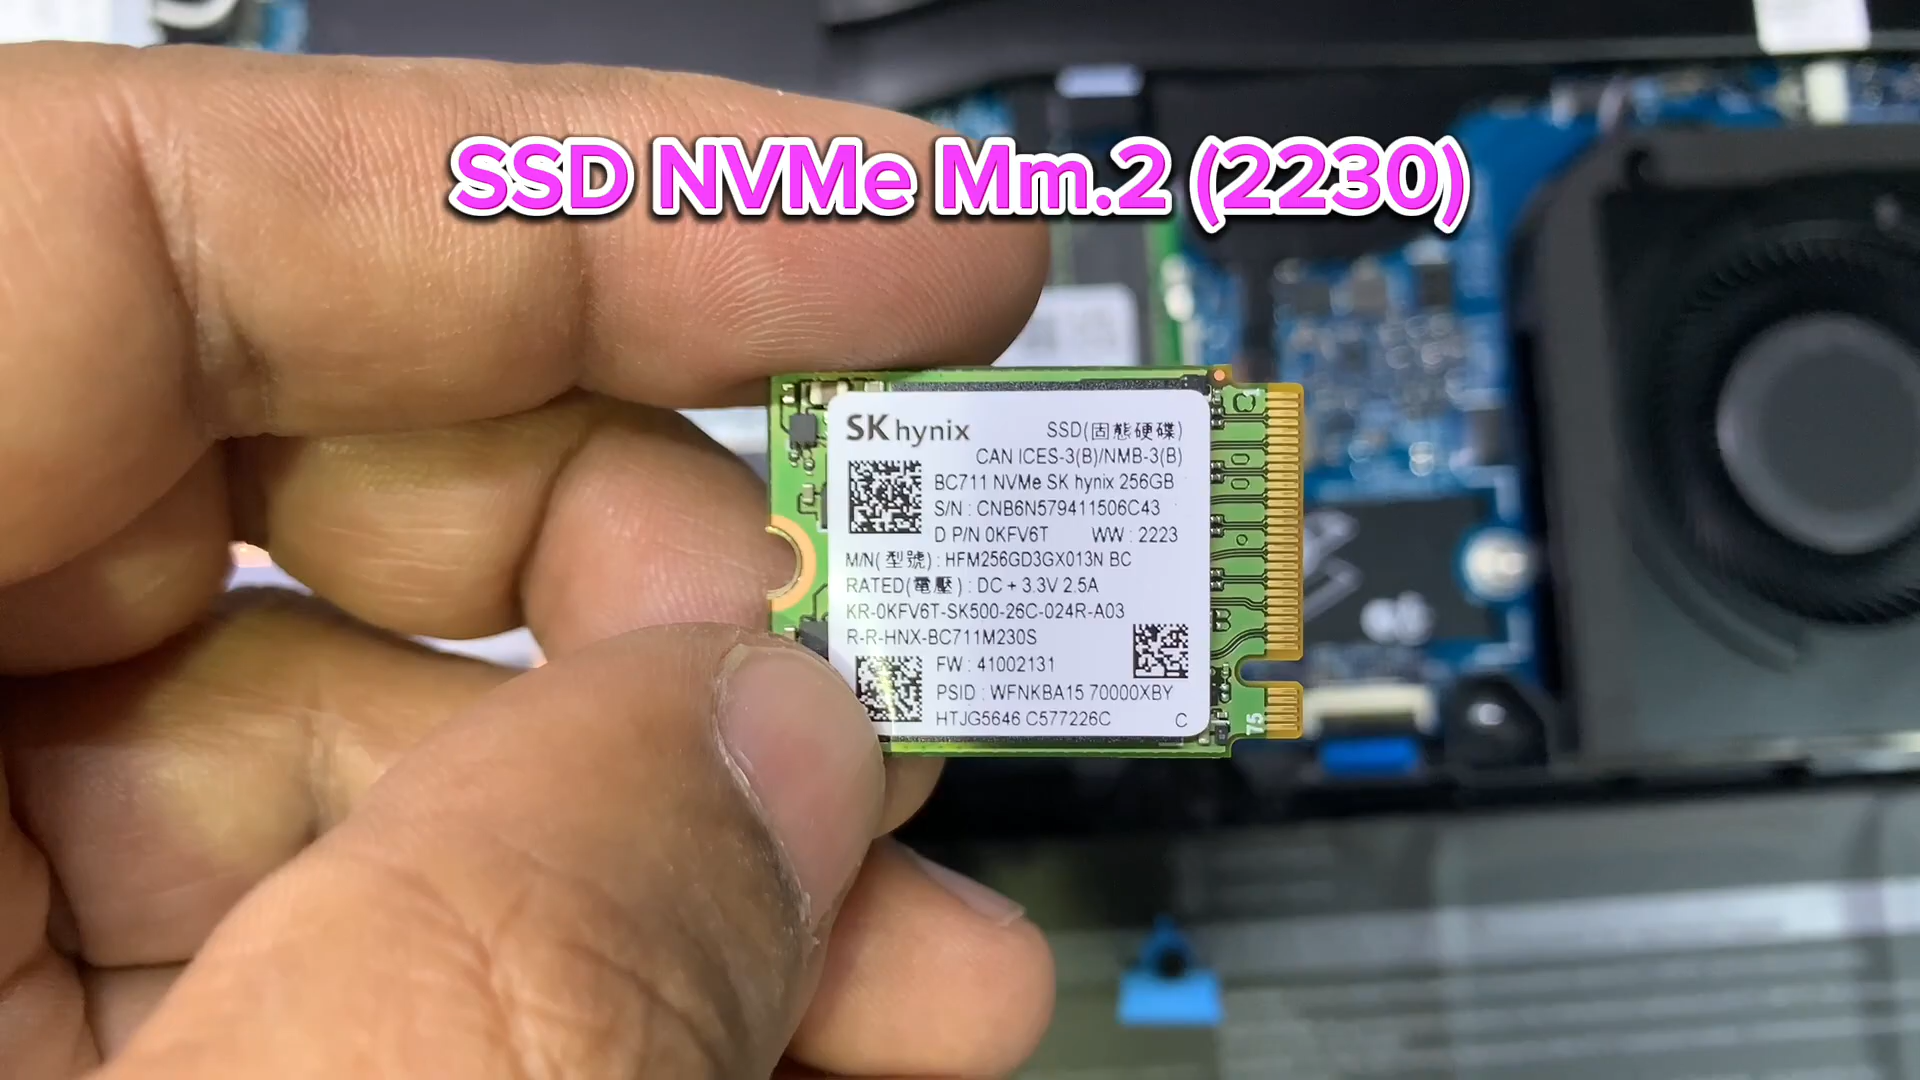 SSD NVMe Mm.2 (2230)
SK hynix
SSD(固態硬碟)
CAN ICES-3(B)/NMB-3(B)
BC711 NVMe SK hynix 256GB
S/N : CNB6N579411506C43
D P/N 0KFV6T WW : 2223
M/N(型號) : HFM256GD3GX013N BC
RATED(電壓) : DC + 3.3V 2.5A
KR-0KFV6T-SK500-26C-024R-A03
R-R-HNX-BC711M230S
FW : 41002131
PSID : WFNKBA15 70000XBY
HTJG5646 C577226C C
1
75